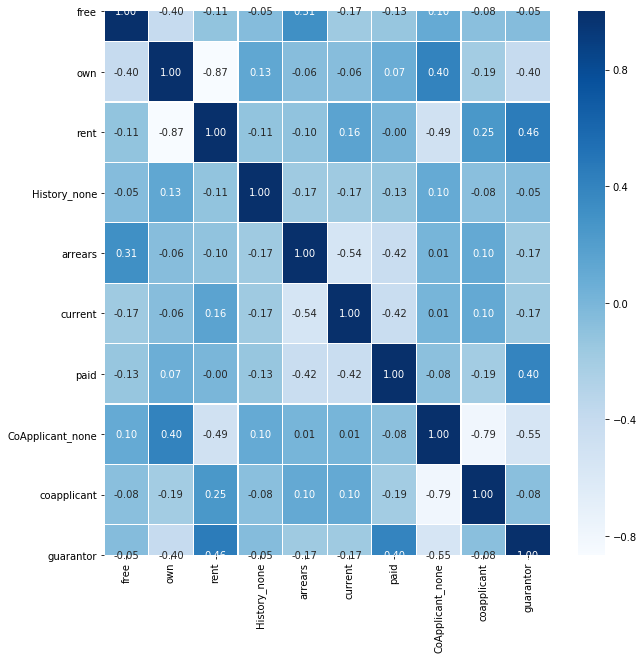 free 1.00 -0.40 -0.11 -0.05 0.31 -0.17 -0.13 0.10 -0.08 -0.05
own -0.40 1.00 -0.87 0.13 -0.06 -0.06 0.07 0.40 -0.19 -0.40
rent -0.11 -0.87 1.00 -0.11 -0.10 0.16 -0.00 -0.49 0.25 0.46
History_none -0.05 0.13 -0.11 1.00 -0.17 -0.17 -0.13 0.10 -0.08 -0.05
arrears 0.31 -0.06 -0.10 -0.17 1.00 -0.54 -0.42 0.01 0.10 -0.17
current -0.17 -0.06 0.16 -0.17 -0.54 1.00 -0.42 0.01 0.10 -0.17
paid -0.13 0.07 -0.00 -0.13 -0.42 -0.42 1.00 -0.08 -0.19 0.40
CoApplicant_none 0.10 0.40 -0.49 0.10 0.01 0.01 -0.08 1.00 -0.79 -0.55
coapplicant -0.08 -0.19 0.25 -0.08 0.10 0.10 -0.19 -0.79 1.00 -0.08
guarantor -0.05 -0.40 0.46 -0.05 -0.17 -0.17 0.40 -0.55 -0.08 1.00
free own rent History_none arrears current paid CoApplicant_none coapplicant guarantor
0.8
0.4
0.0
−0.4
−0.8